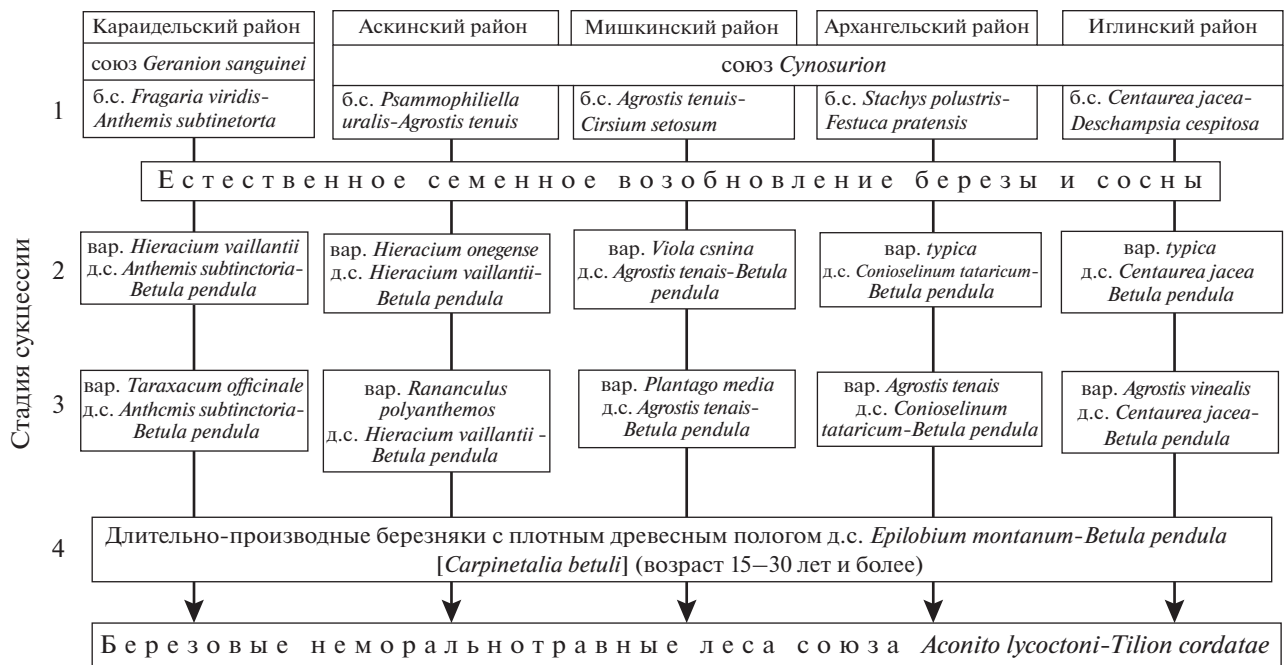 Караидельский район
Аскинский район
Мишкинский район
Архангельский район
Иглинский район
союз Geranion sanguinei
союз Cynosurion
Стадия сукцессии
1
б.с. Fragaria viridis-
Anthemis subtinetorta
б.с. Psammophiliella
uralis-Agrostis tenuis
б.с. Agrostis tenuis-
Cirsium setosum
б.с. Stachys polustris-
Festuca pratensis
б.с. Centaurea jacea-
Deschampsia cespitosa
Естественное семенное возобновление березы и сосны
2
вар. Hieracium vaillantii
д.с. Anthemis subtinctoria-
Betula pendula
вар. Hieracium onegense
д.с. Hieracium vaillantii-
Betula pendula
вар. Viola csnina
д.с. Agrostis tenais-Betula
pendula
вар. typica
д.с. Conioselinum tataricum-
Betula pendula
вар. typica
д.с. Centaurea jacea
Betula pendula
3
вар. Taraxacum officinale
д.с. Anthcmis subtinctoria-
Betula pendula
вар. Rananculus
polyanthemos
д.с. Hieracium vaillantii -
Betula pendula
вар. Plantago media
д.с. Agrostis tenais-
Betula pendula
вар. Agrostis tenais
д.с. Conioselinum
tataricum-Betula pendula
вар. Agrostis vinealis
д.с. Centaurea jacea-
Betula pendula
4
Длительно-производные березняки с плотным древесным пологом д.с. Epilobium montanum-Betula pendula
[Carpinetalia betuli] (возраст 15–30 лет и более)
Березовые неморальнотравные леса союза Aconito lycoctoni-Tilion cordatae